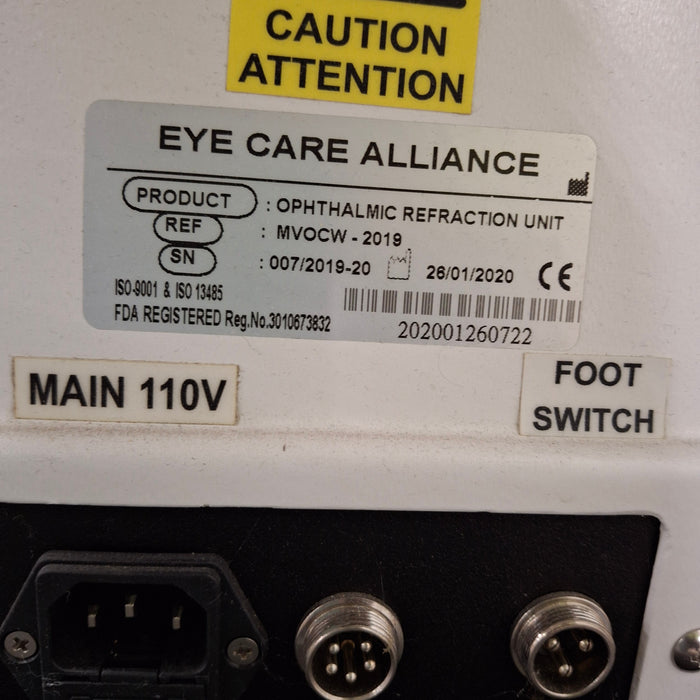 CAUTION
ATTENTION
EYE CARE ALLIANCE
PRODUCT : OPHTHALMIC REFRACTION UNIT
REF : MVOCW - 2019
SN : 007/2019-20 26/01/2020 CE
ISO-9001 & ISO 13485
FDA REGISTERED Reg.No.3010673832
202001260722
MAIN 110V
FOOT
SWITCH